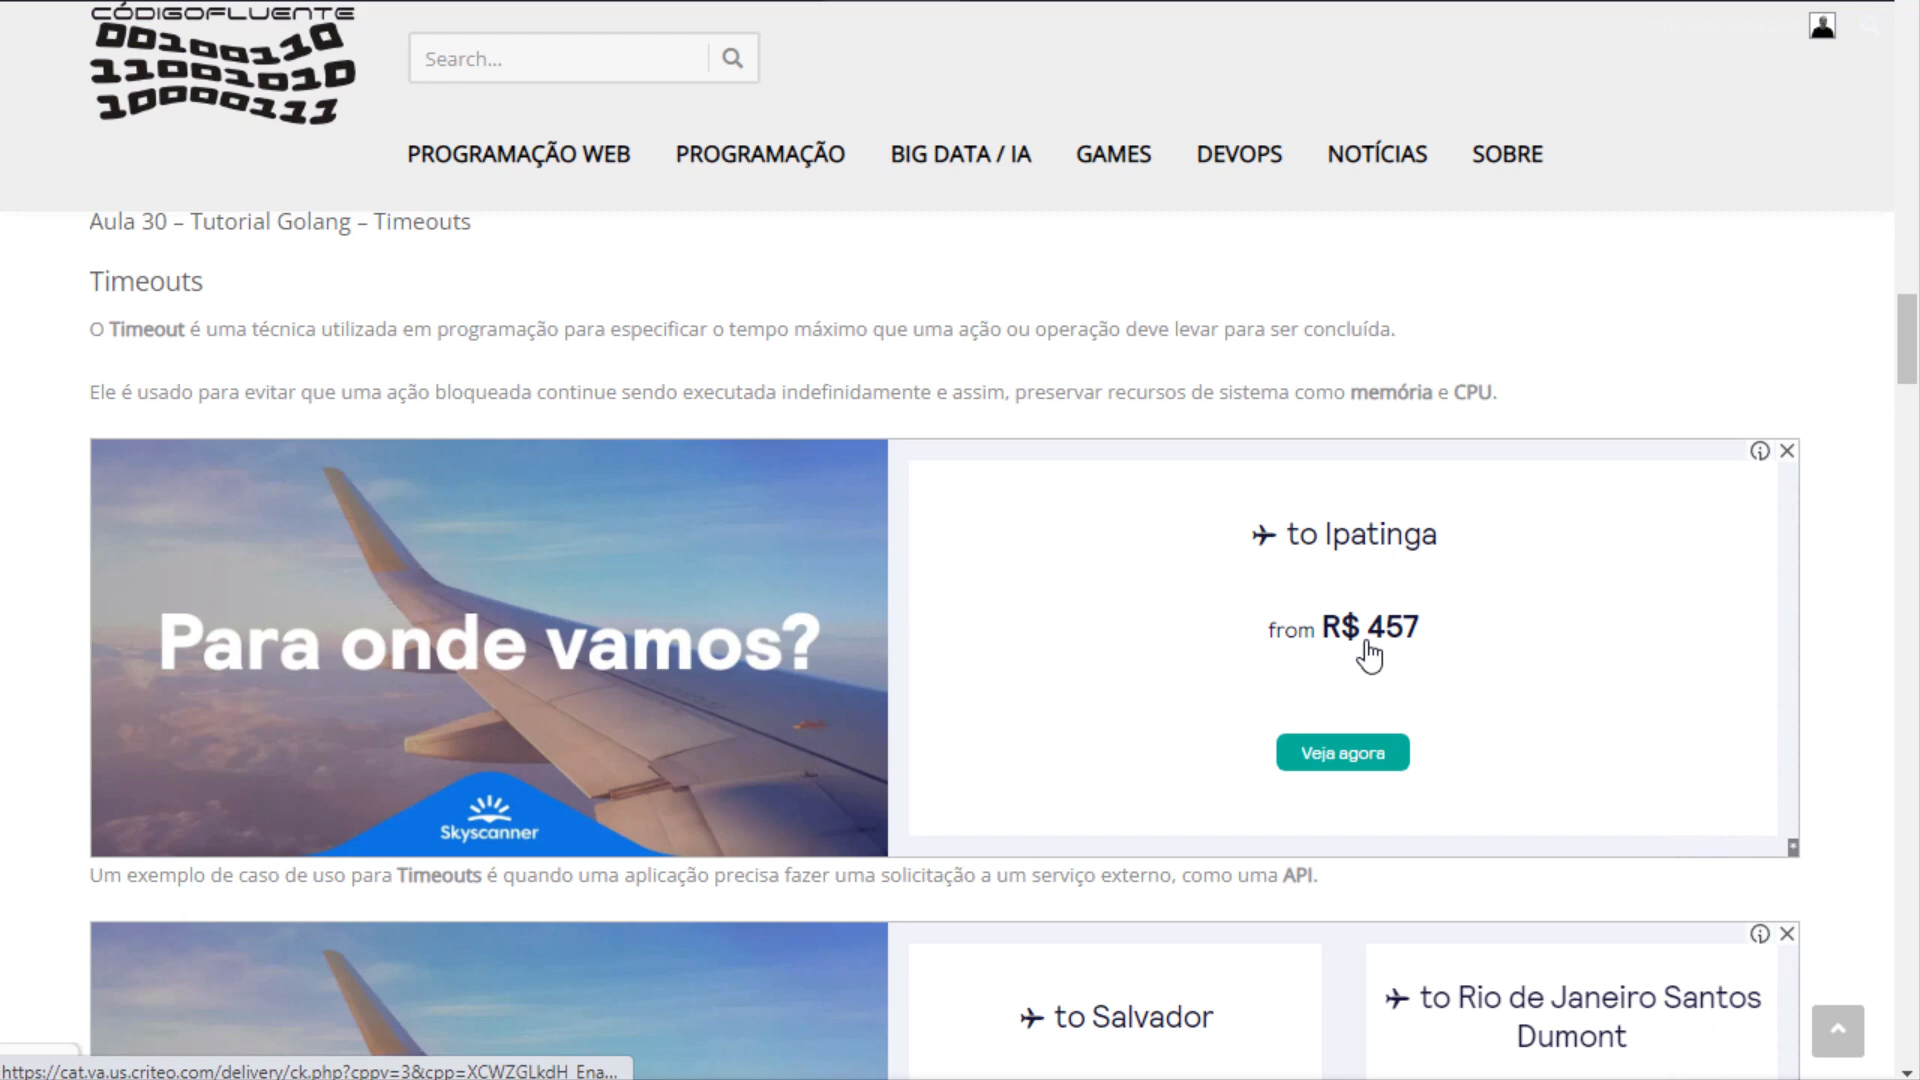 CÓDIGOFLUENTE
00100110
11001010
10000111
Search...
PROGRAMAÇÃO WEB PROGRAMAÇÃO BIG DATA / IA GAMES DEVOPS NOTÍCIAS SOBRE
Aula 30 – Tutorial Golang – Timeouts
Timeouts
O Timeout é uma técnica utilizada em programação para especificar o tempo máximo que uma ação ou operação deve levar para ser concluída.
Ele é usado para evitar que uma ação bloqueada continue sendo executada indefinidamente e assim, preservar recursos de sistema como memória e CPU.
Para onde vamos?
Skyscanner
to Ipatinga
from R$ 457
Veja agora
Um exemplo de caso de uso para Timeouts é quando uma aplicação precisa fazer uma solicitação a um serviço externo, como uma API.
to Salvador
to Rio de Janeiro Santos
Dumont
https://cat.va.us.criteo.com/delivery/ck.php?cppv=3&cpp=XCWZGLkdH_Ena...